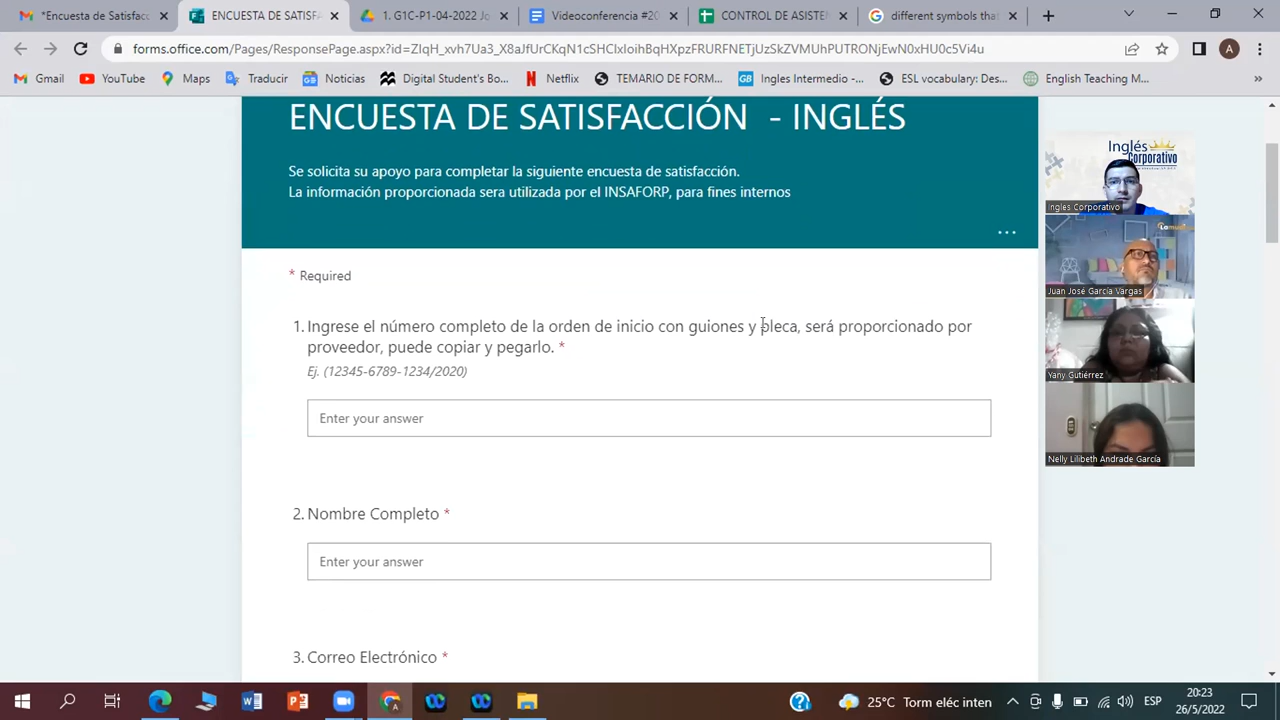 *Encuesta de Satisfacc
ENCUESTA DE SATISFA
1. G1C-P1-04-2022 Jo
Videoconferencia #20
CONTROL DE ASISTE
different symbols tha
forms.office.com/Pages/ResponsePage.aspx?id=ZIqH_xvh7Ua3_X8aJfUrCKqN1cSHClxIoihBqHXpzFRURFNETjUzSkZVMUhPUTRONjEwN0xHU0c5Vi4u
A
Gmail
YouTube
Maps
Traducir
Noticias
Digital Student's Bo...
Netflix
TEMARIO DE FORM...
Ingles Intermedio -...
ESL vocabulary: Des...
English Teaching M...
ENCUESTA DE SATISFACCIÓN - INGLÉS
Se solicita su apoyo para completar la siguiente encuesta de satisfacción.
La información proporcionada sera utilizada por el INSAFORP, para fines internos
...
* Required
1. Ingrese el número completo de la orden de inicio con guiones y pleca, será proporcionado por
proveedor, puede copiar y pegarlo. *
Ej. (12345-6789-1234/2020)
Enter your answer
2. Nombre Completo *
Enter your answer
3. Correo Electrónico *
Inglés
Corporativo
Ingles Corporativo
Juan José García Vargas
Yany Gutiérrez
Nelly Lilibeth Andrade García
25°C Torm eléc inten
ESP
20:23
26/5/2022